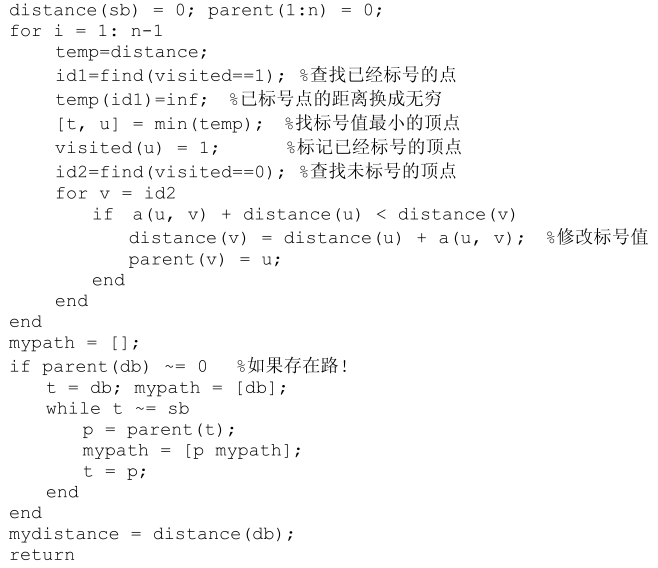 distance(sb) = 0; parent(1:n) = 0;
for i = 1: n-1
temp=distance;
id1=find(visited==1); %查找已经标号的点
temp(id1)=inf; %已标号点的距离换成无穷
[t, u] = min(temp); %找标号值最小的顶点
visited(u) = 1; %标记已经标号的顶点
id2=find(visited==0); %查找未标号的顶点
for v = id2
if a(u, v) + distance(u) < distance(v)
distance(v) = distance(u) + a(u, v); %修改标号值
parent(v) = u;
end
end
end
mypath = [];
if parent(db) ~= 0 %如果存在路!
t = db; mypath = [db];
while t ~= sb
p = parent(t);
mypath = [p mypath];
t = p;
end
end
mydistance = distance(db);
return